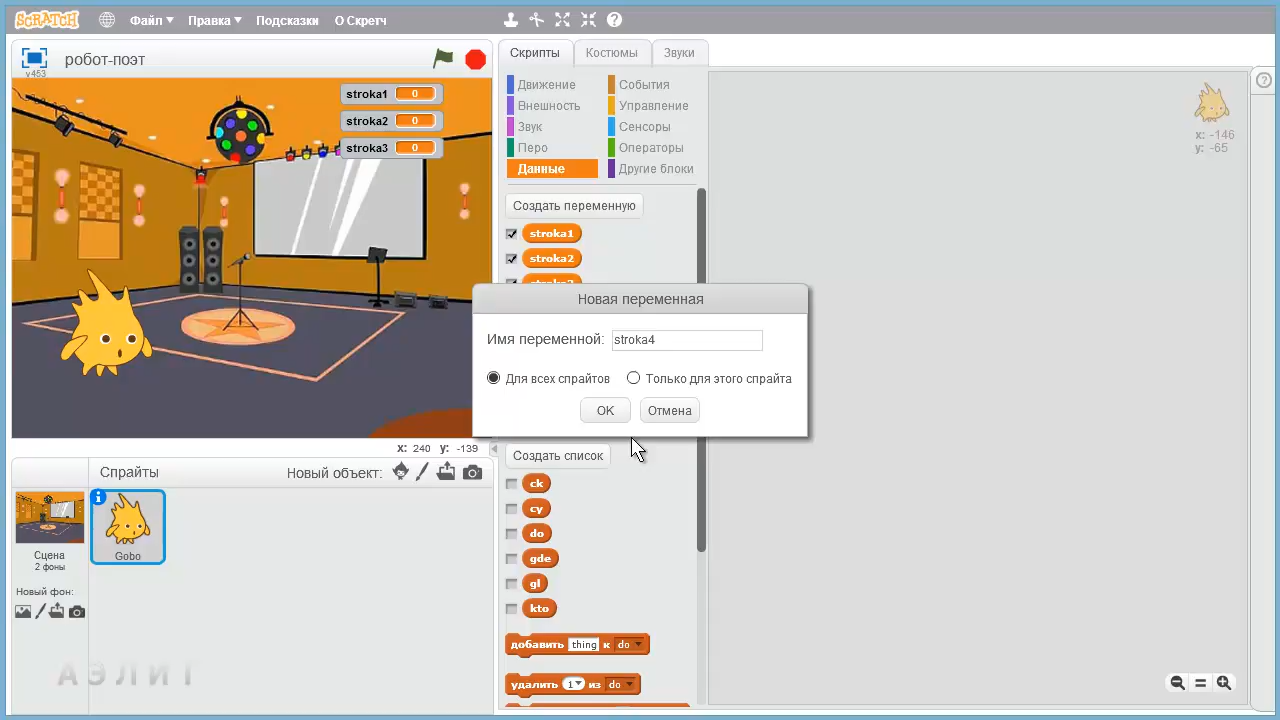 SCRATCH Файл Правка Подсказки О Скретч
v453
робот-поэт
stroka1 0
stroka2 0
stroka3 0
x: 240 y: -139
Спрайты Новый объект:
Сцена
2 фоны
Новый фон:
Gobo
АЭЛИТ
Скрипты Костюмы Звуки
Движение События
Внешность Управление
Звук Сенсоры
Перо Операторы
Данные Другие блоки
Создать переменную
stroka1
stroka2
Новая переменная
Имя переменной: stroka4
Для всех спрайтов Только для этого спрайта
OK Отмена
Создать список
ck
cy
do
gde
gl
kto
добавить thing к do
удалить 1 из do
x: -146
y: -65